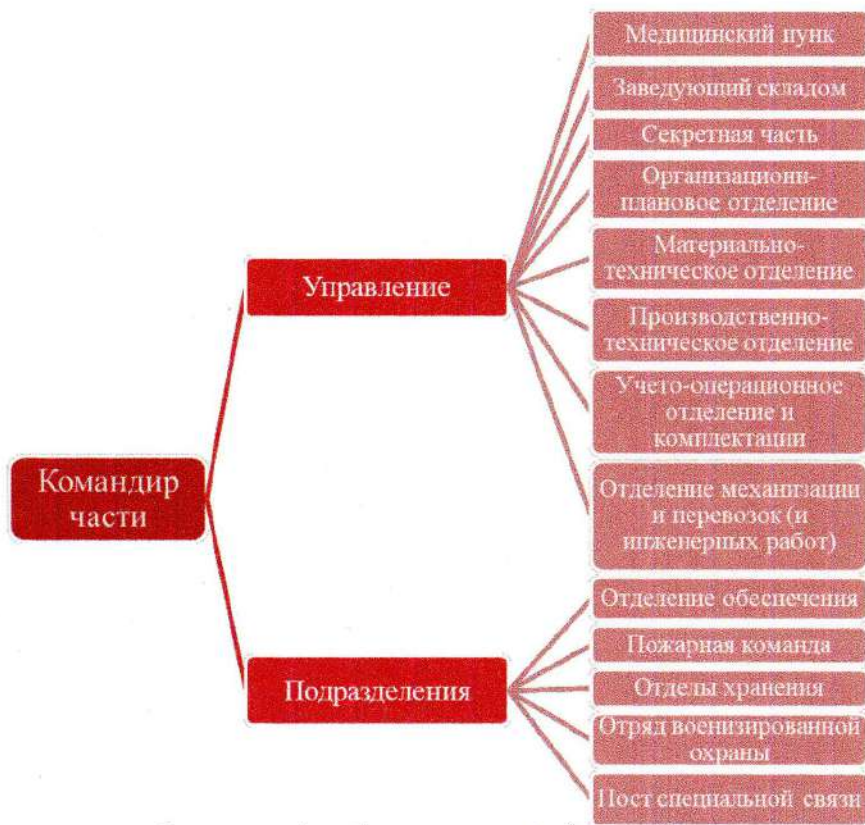 Командир
части
Управление
Медицинский пунк
Заведующий складом
Секретная часть
Организационн-
плановое отделение
Материально-
техническое отделение
Производственно-
техническое отделение
Учето-операционное
отделение и
комплектации
Отделение механизации
и перевозок (и
инженерных работ)
Подразделения
Отделение обеспечения
Пожарная команда
Отделы хранения
Отряд военизированной
охраны
Пост специальной связи